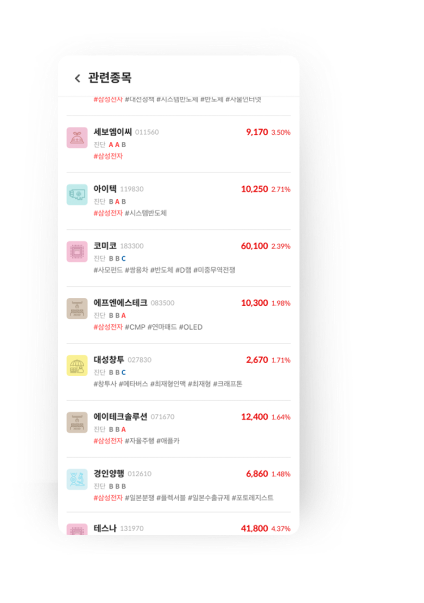 관련종목
#삼성전자 #대선정책 #시스템반도체 #반도체 #사물인터넷
세보엠이씨 011560 9,170 3.50%
진단 A A B
#삼성전자
아이텍 119830 10,250 2.71%
진단 B A B
#삼성전자 #시스템반도체
코미코 183300 60,100 2.39%
진단 B B C
#사모펀드 #쌍용차 #반도체 #D램 #미중무역전쟁
에프엔에스테크 083500 10,300 1.98%
진단 B B A
#삼성전자 #CMP #연마패드 #OLED
대성창투 027830 2,670 1.71%
진단 B B C
#창투사 #메타버스 #최재형인맥 #최재형 #크래프톤
에이테크솔루션 071670 12,400 1.64%
진단 B B A
#삼성전자 #자율주행 #애플카
경인양행 012610 6,860 1.48%
진단 B B B
#삼성전자 #일본분쟁 #플렉서블 #일본수출규제 #포토레지스트
테스나 131970 41,800 4.37%